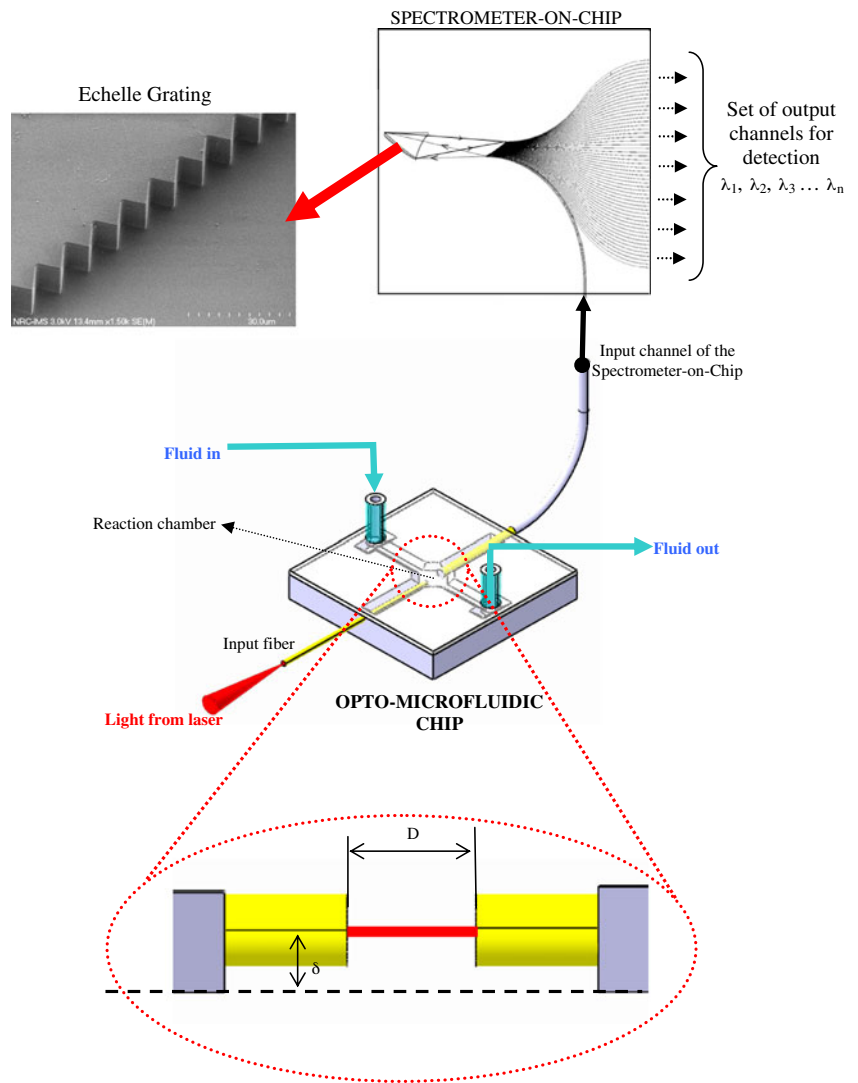 SPECTROMETER-ON-CHIP
Echelle Grating
Set of output
channels for
detection
λ₁, λ₂, λ₃ … λₙ
NRC-IMS 3.0kV 13.4mm x1.50k SE(M)
30.0um
Input channel of the
Spectrometer-on-Chip
Fluid in
Reaction chamber
Fluid out
Input fiber
Light from laser
OPTO-MICROFLUIDIC
CHIP
D
δ